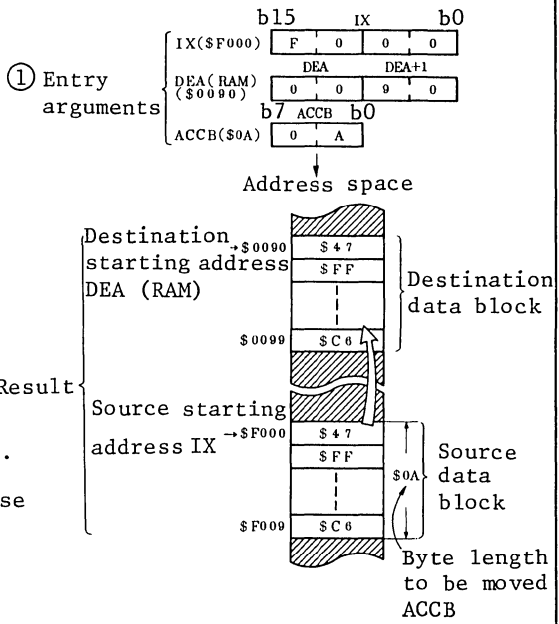 b15 IX b0
IX($F000) F 0 0 0
① Entry arguments
DEA DEA+1
DEA(RAM) ($0090) 0 0 9 0
b7 ACCB b0
ACCB($0A) 0 A
Address space
Destination starting address DEA (RAM)
→$0090 $47
$FF
$0099 $C6
Destination data block
Result
Source starting address IX
→$F000 $47
$FF
$F009 $C6
$0A
Source data block
Byte length to be moved ACCB
.
se